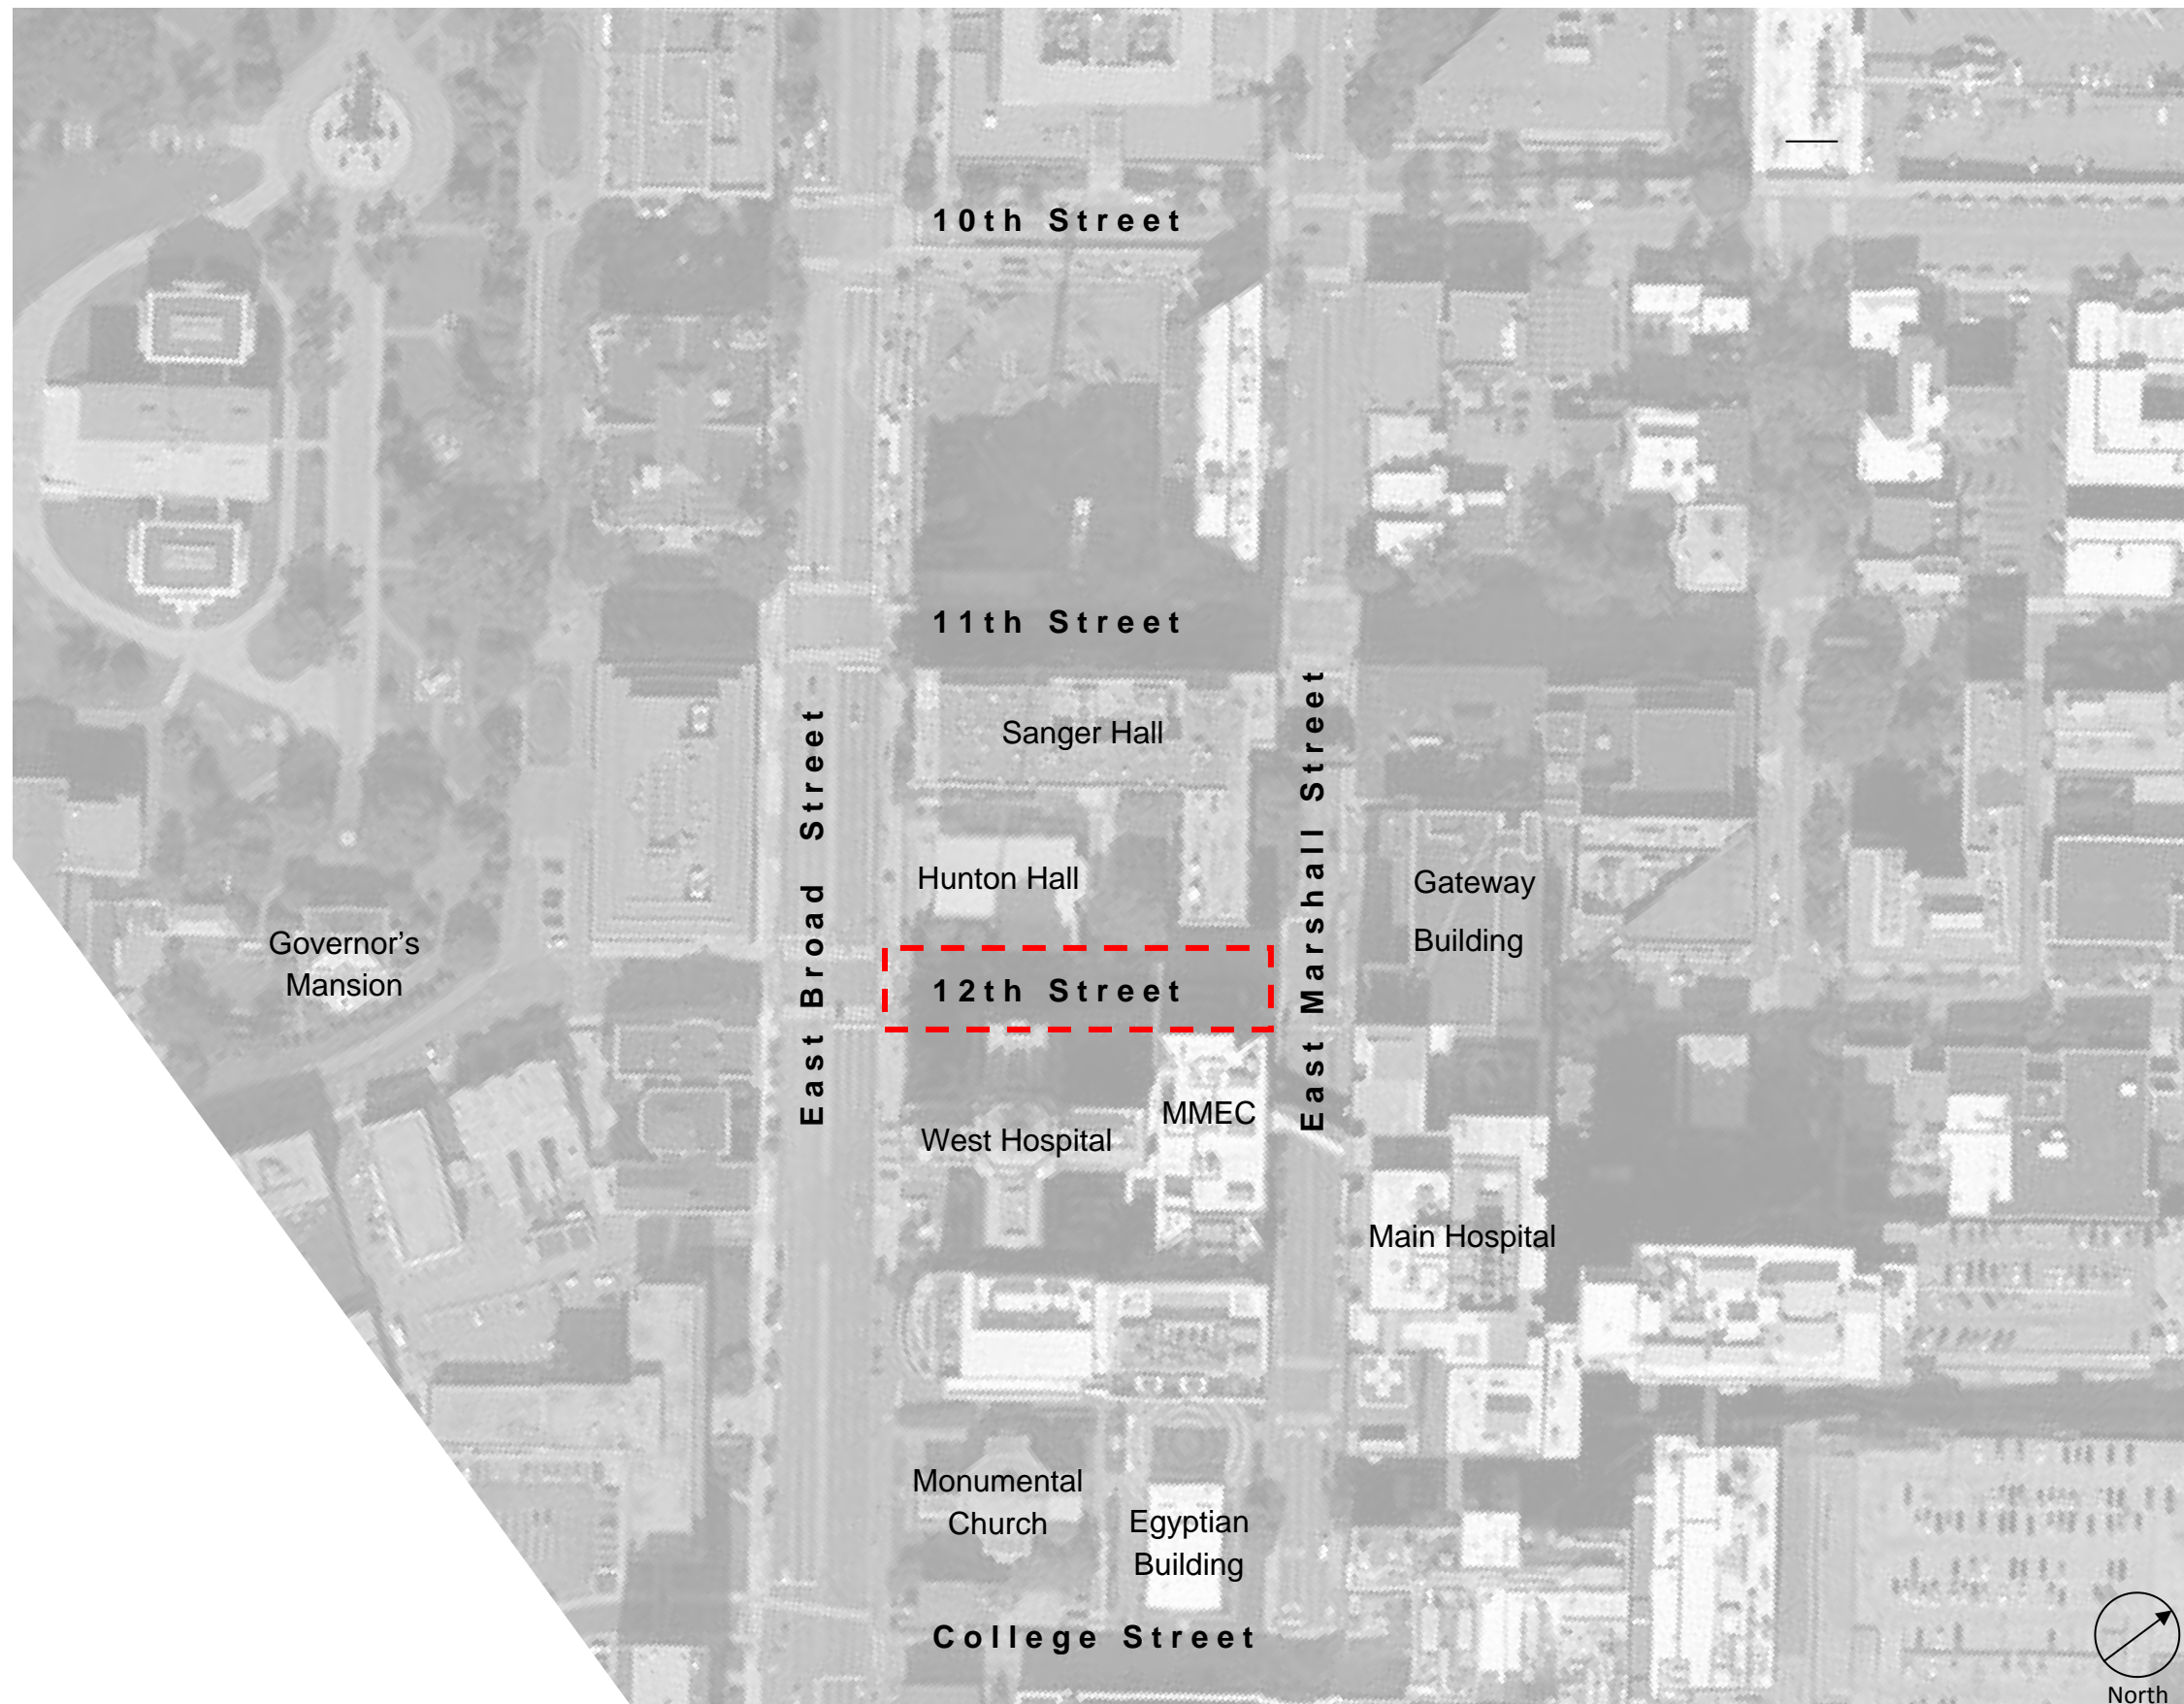 10th Street
11th Street
East Broad Street
East Marshall Street
Sanger Hall
Hunton Hall
Gateway
Building
Governor’s
Mansion
12th Street
MMEC
West Hospital
Main Hospital
Monumental
Church
Egyptian
Building
College Street
North